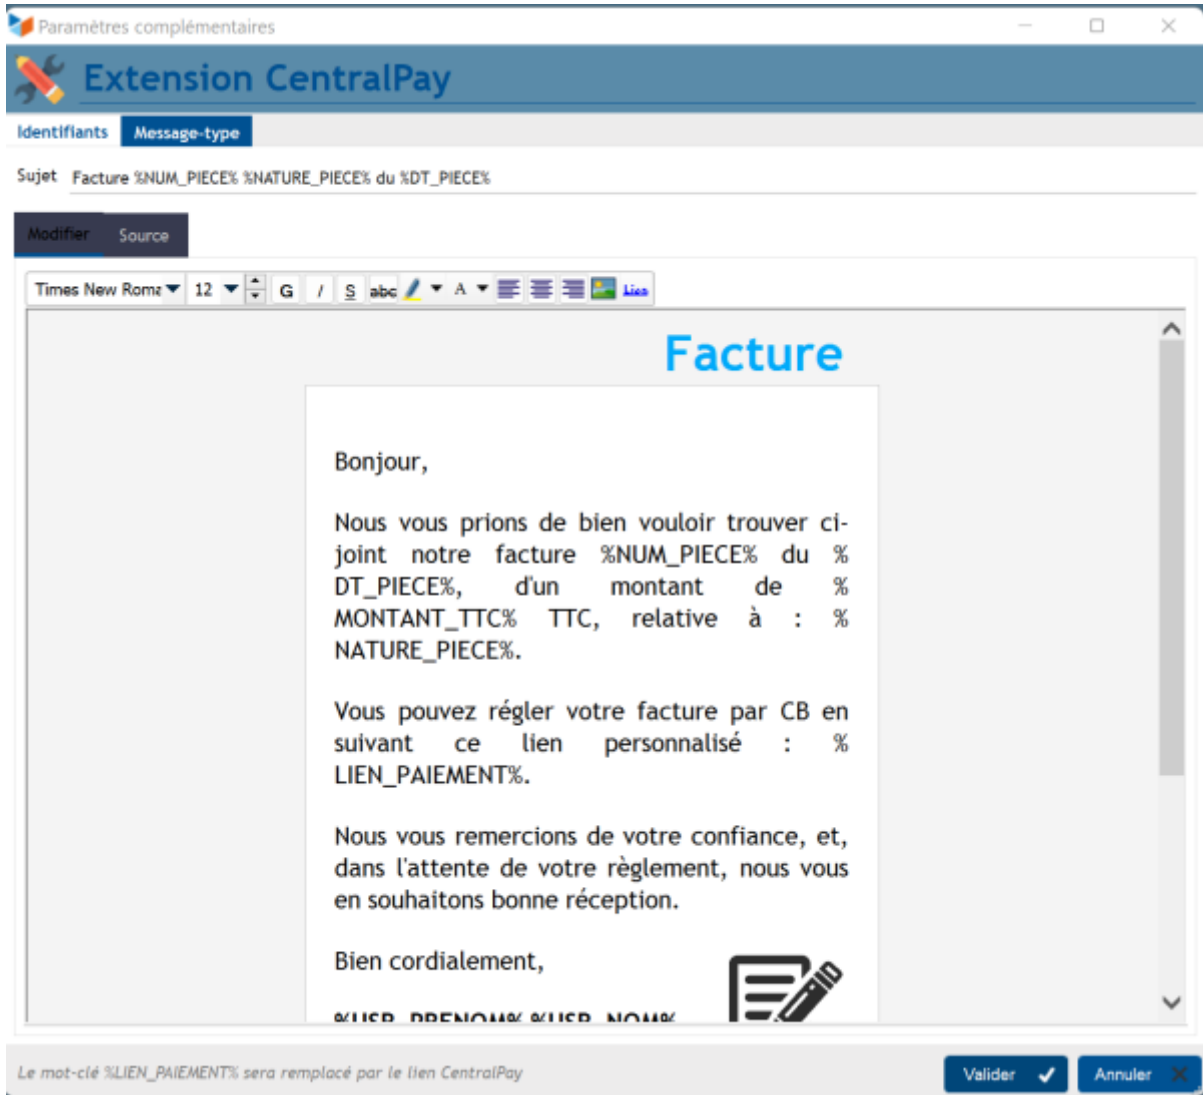 Paramètres complémentaires
Extension CentralPay
Identifiants Message-type
Sujet Facture %NUM_PIECE% %NATURE_PIECE% du %DT_PIECE%
Modifier Source
Times New Roma 12 G I S abc A Lien
Facture
Bonjour,
Nous vous prions de bien vouloir trouver ci-
joint notre facture %NUM_PIECE% du %
DT_PIECE%, d'un montant de %
MONTANT_TTC% TTC, relative à : %
NATURE_PIECE%.
Vous pouvez régler votre facture par CB en
suivant ce lien personnalisé : %
LIEN_PAIEMENT%.
Nous vous remercions de votre confiance, et,
dans l'attente de votre règlement, nous vous
en souhaitons bonne réception.
Bien cordialement,
%USR_PRENOM% %USR_NOM%
Le mot-clé %LIEN_PAIEMENT% sera remplacé par le lien CentralPay
Valider Annuler